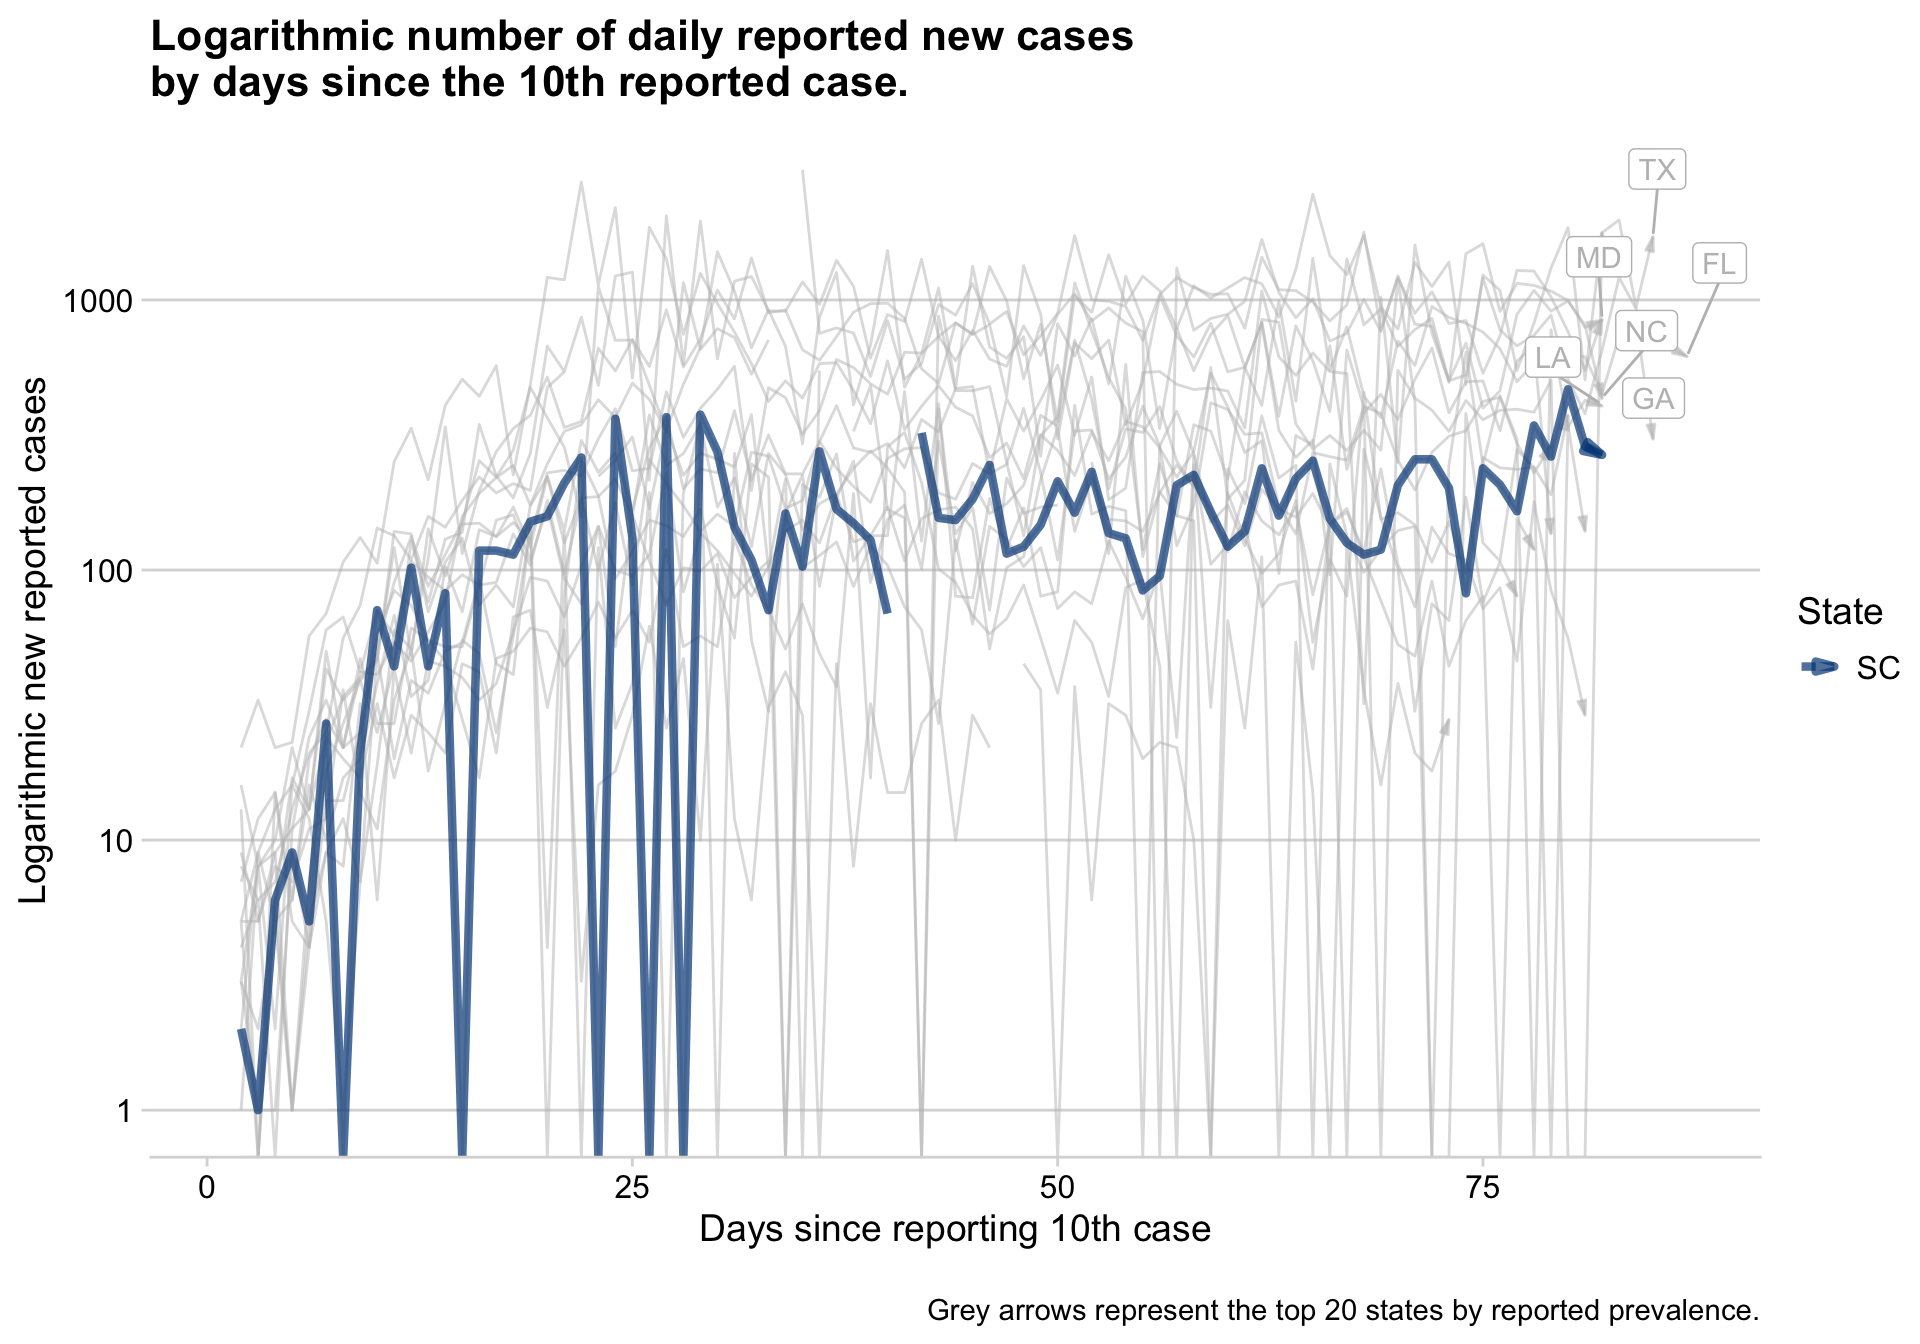 Logarithmic number of daily reported new cases
by days since the 10th reported case.
TX
MD
FL
NC
LA
GA
1000
100
10
1
Logarithmic new reported cases
0
25
50
75
Days since reporting 10th case
State
SC
Grey arrows represent the top 20 states by reported prevalence.